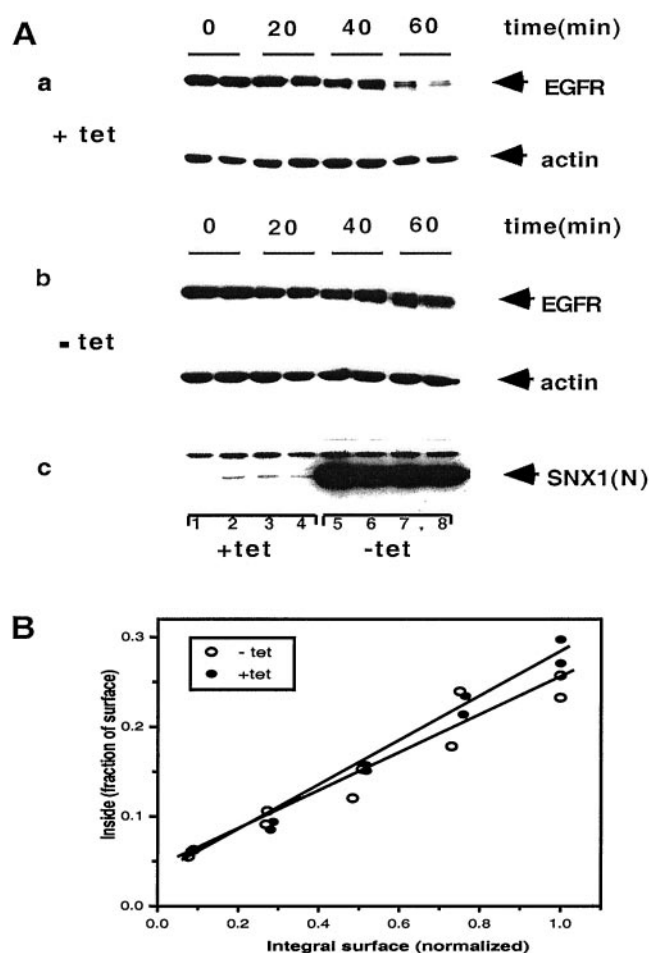 A
0 20 40 60 time(min)
a EGFR
+ tet
actin
0 20 40 60 time(min)
b EGFR
- tet
actin
c SNX1(N)
1 2 3 4 5 6 7. 8
+tet -tet
B
0.3
- tet
+tet
0.2
0.1
0.0
Inside (fraction of surface)
0.0 0.2 0.4 0.6 0.8 1.0
Integral surface (normalized)